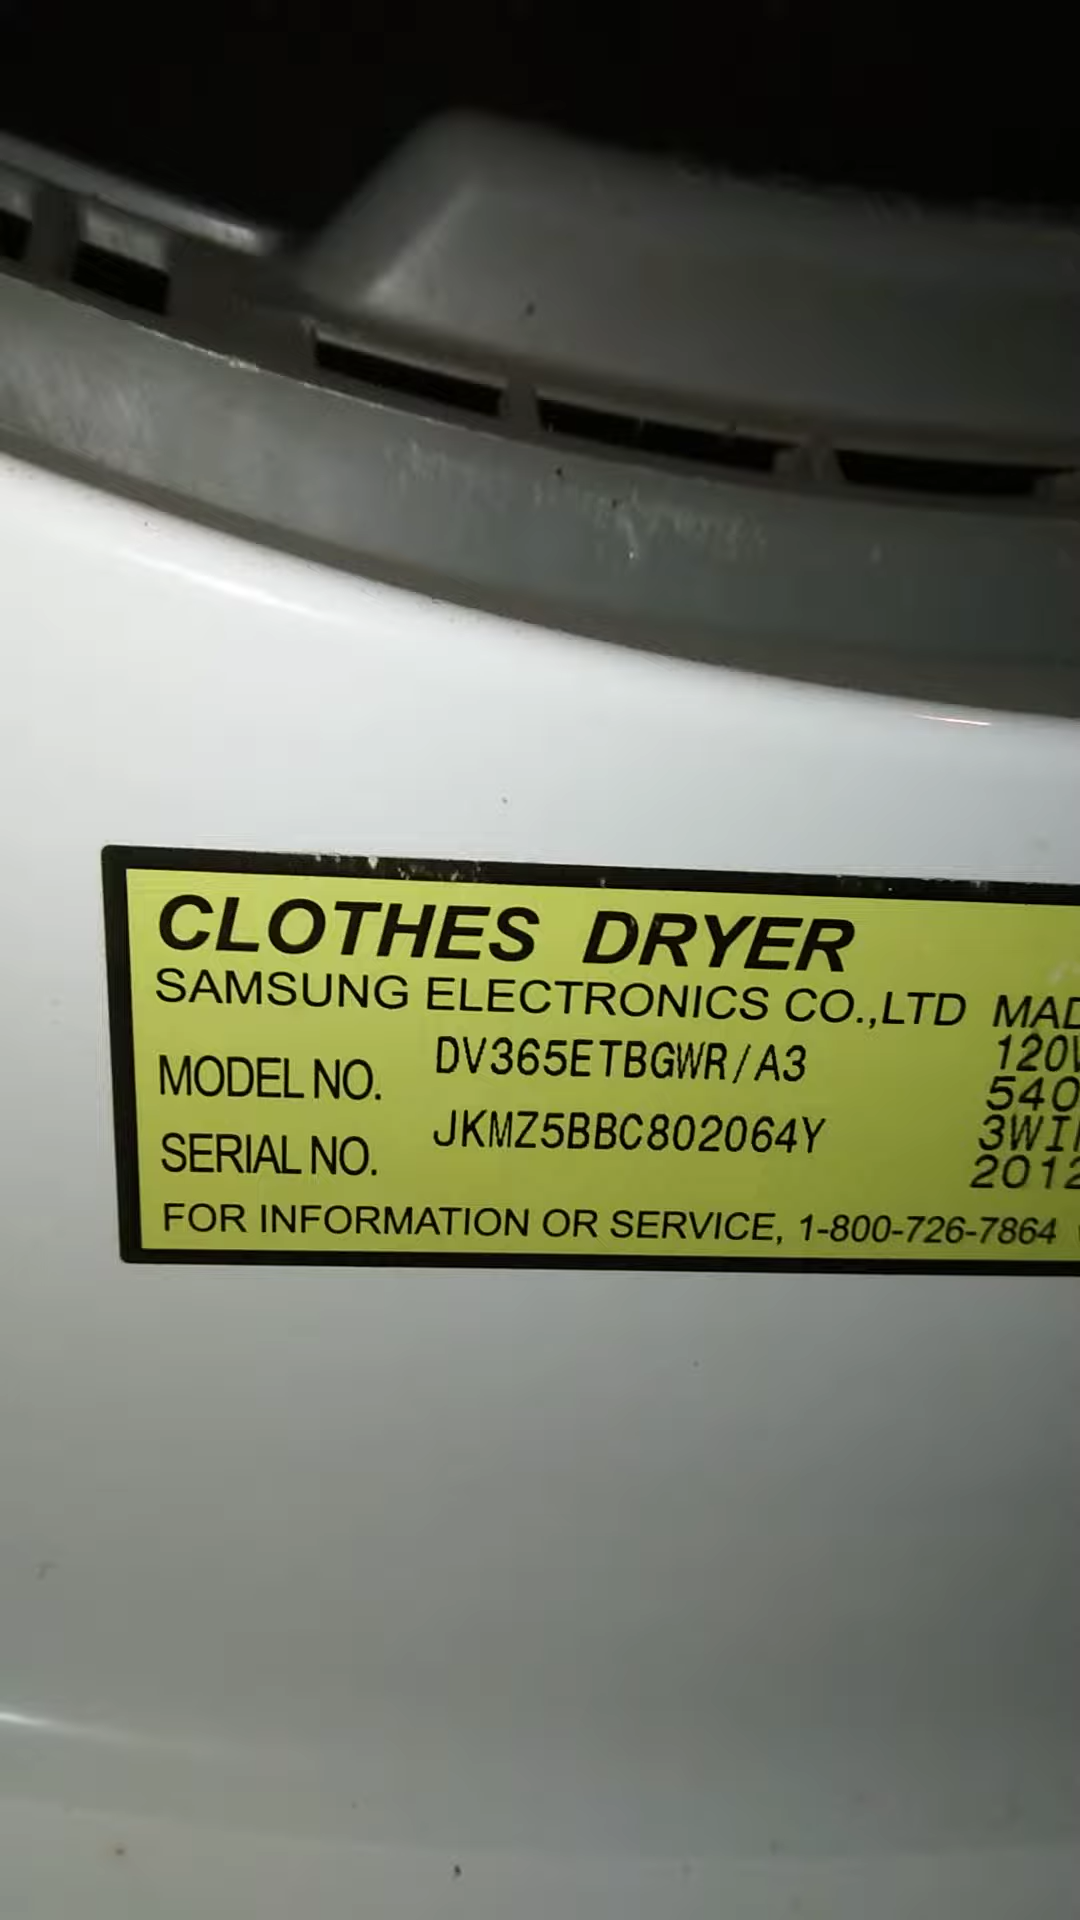 CLOTHES DRYER
SAMSUNG ELECTRONICS CO.,LTD MAD
MODEL NO. DV365ETBGWR/A3 120V
540
SERIAL NO. JKMZ5BBC802064Y 3WI
2012
FOR INFORMATION OR SERVICE, 1-800-726-7864